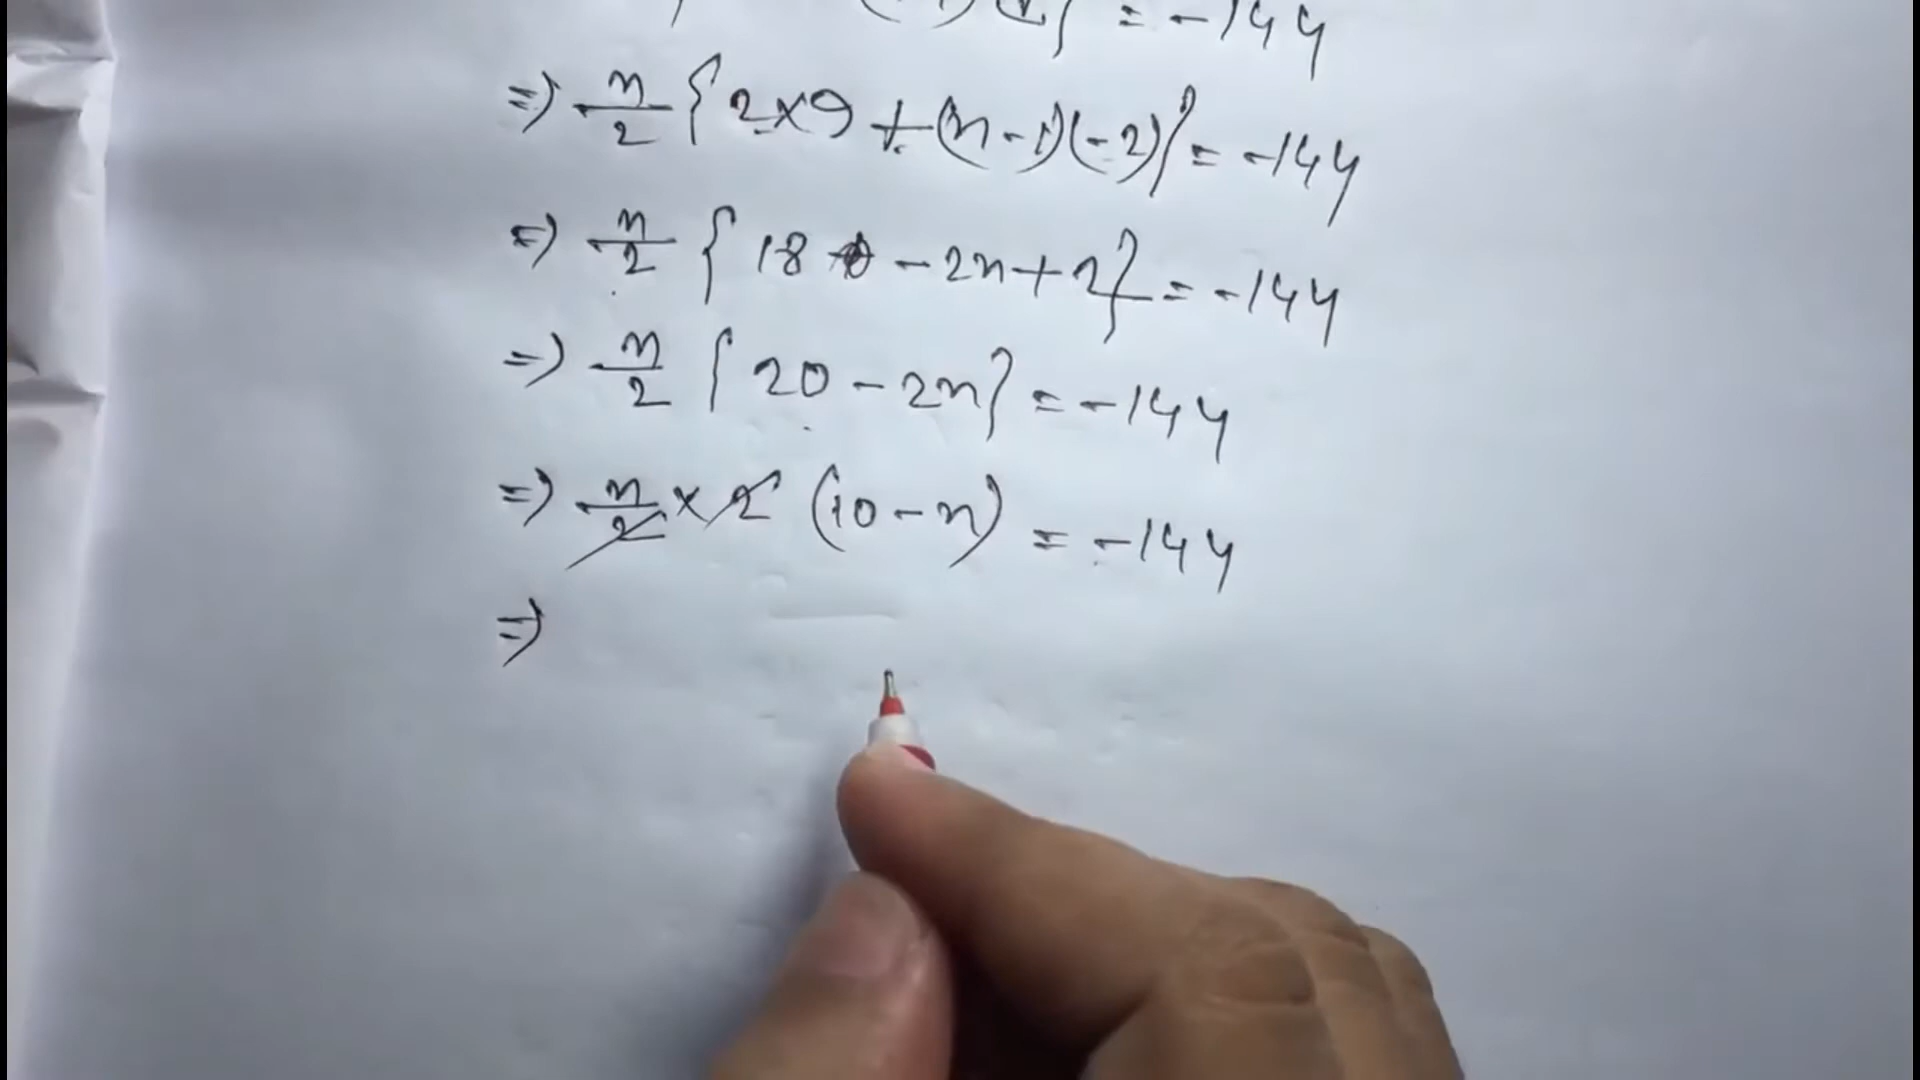 } = -144
=> n/2 {2×9 + (n-1)(-2)} = -144
=> n/2 {18 - 2n + 2} = -144
=> n/2 {20 - 2n} = -144
=> n/2 × 2 (10 - n) = -144
=>